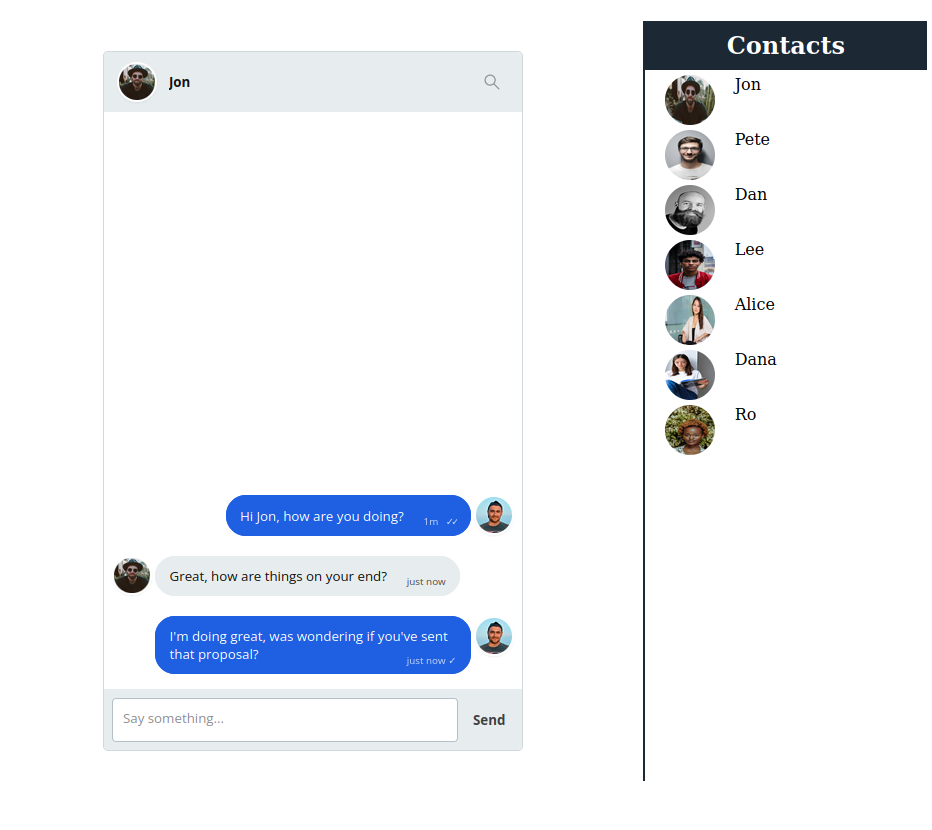 Jon
Hi Jon, how are you doing?
1m ✓✓
Great, how are things on your end?
just now
I'm doing great, was wondering if you've sent
that proposal?
just now ✓
Say something...
Send
Contacts
Jon
Pete
Dan
Lee
Alice
Dana
Ro